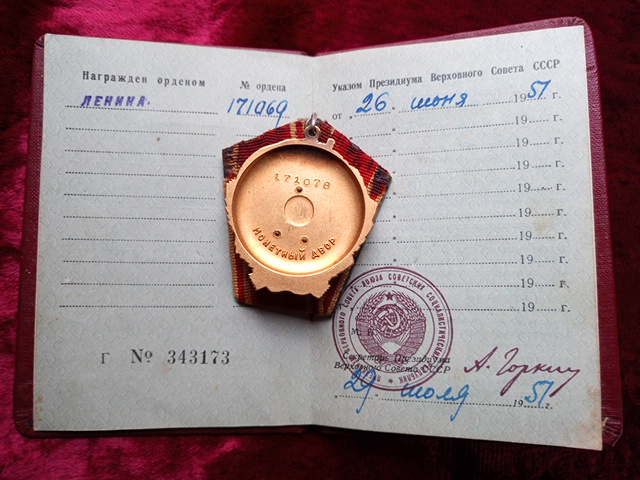 Награжден орденом
№ ордена
ЛЕНИНА.
171069
Г № 343173
171078
МОНЕТНЫЙ ДВОР
Указом Президиума Верховного Совета СССР
от 26 июня 1951 г.
19 г.
19 г.
19 г.
19 г.
19 г.
19 г.
19 г.
19 г.
19 г.
М.
Секретарь Президиума
Верховного Совета СССР
А. Горкин
29 июля 1951 г.